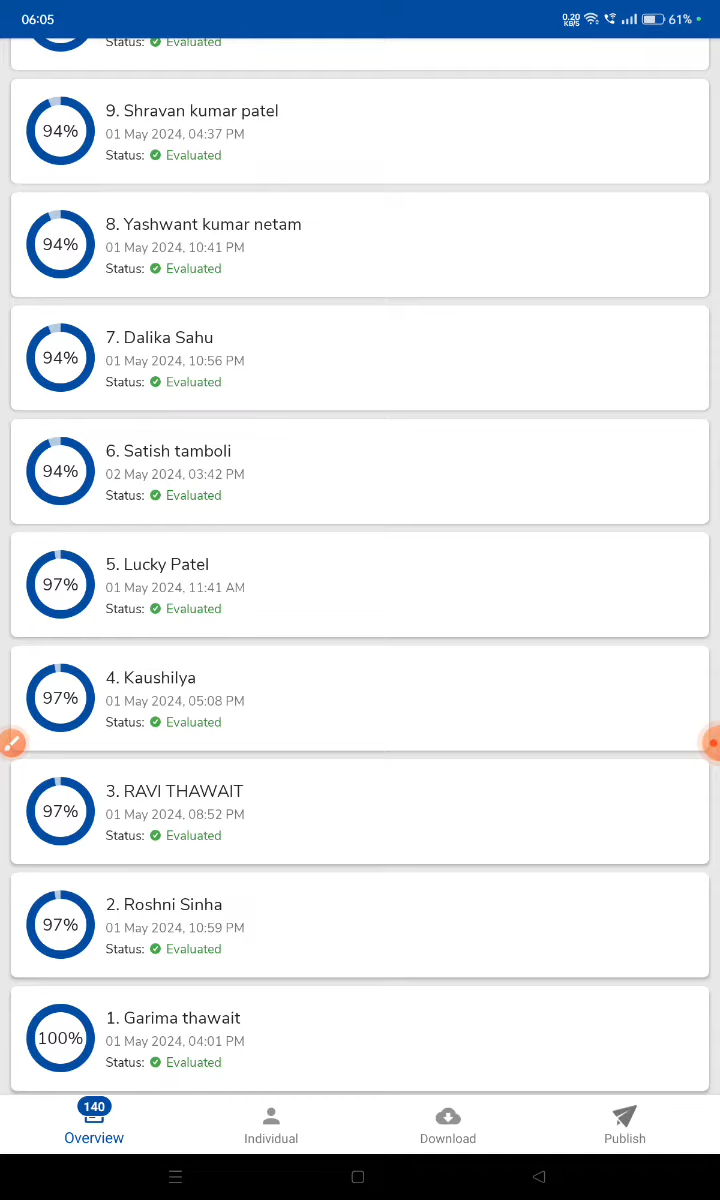 06:05
0.20 KB/S
61%
Status: Evaluated
94%
9. Shravan kumar patel
01 May 2024, 04:37 PM
Status: Evaluated
94%
8. Yashwant kumar netam
01 May 2024, 10:41 PM
Status: Evaluated
94%
7. Dalika Sahu
01 May 2024, 10:56 PM
Status: Evaluated
94%
6. Satish tamboli
02 May 2024, 03:42 PM
Status: Evaluated
97%
5. Lucky Patel
01 May 2024, 11:41 AM
Status: Evaluated
97%
4. Kaushilya
01 May 2024, 05:08 PM
Status: Evaluated
97%
3. RAVI THAWAIT
01 May 2024, 08:52 PM
Status: Evaluated
97%
2. Roshni Sinha
01 May 2024, 10:59 PM
Status: Evaluated
100%
1. Garima thawait
01 May 2024, 04:01 PM
Status: Evaluated
140
Overview
Individual
Download
Publish